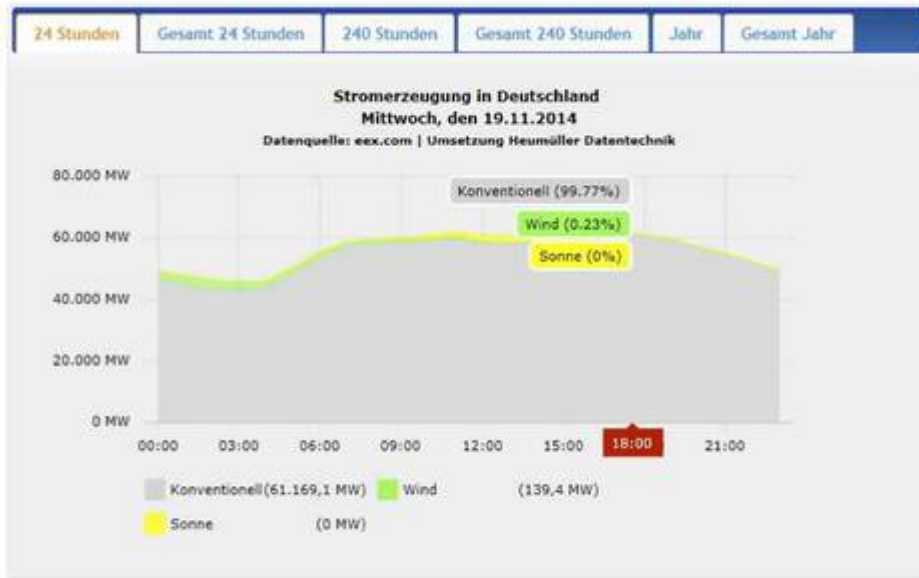 24 Stunden Gesamt 24 Stunden 240 Stunden Gesamt 240 Stunden Jahr Gesamt Jahr
Stromerzeugung in Deutschland
Mittwoch, den 19.11.2014
Datenquelle: eex.com | Umsetzung Heumüller Datentechnik
80.000 MW
Konventionell (99.77%)
Wind (0.23%)
60.000 MW
Sonne (0%)
40.000 MW
20.000 MW
0 MW
00:00 03:00 06:00 09:00 12:00 15:00 18:00 21:00
Konventionell (61.169,1 MW) Wind (139,4 MW)
Sonne (0 MW)